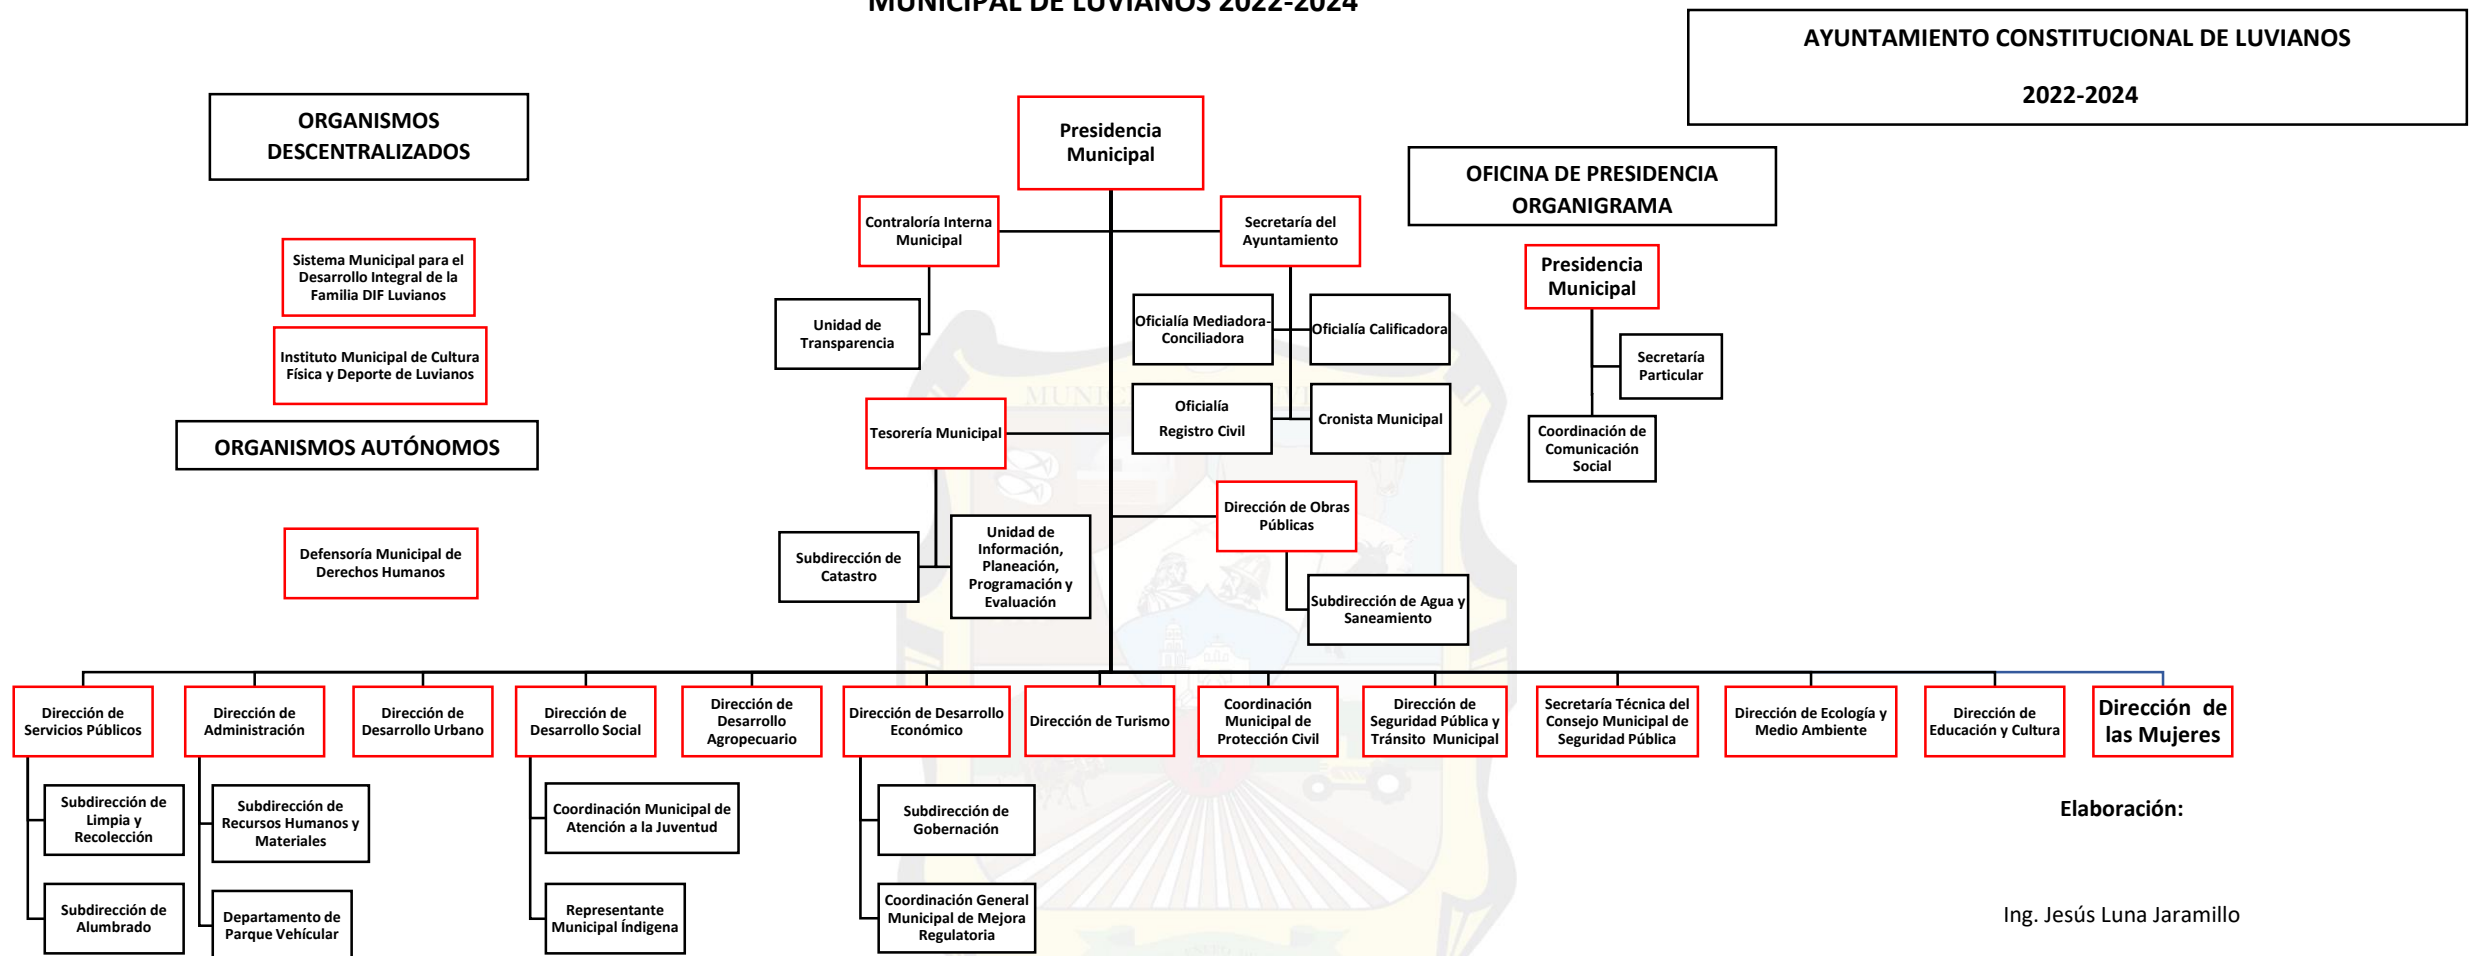 MUNICIPAL DE LUVIANOS 2022-2024
AYUNTAMIENTO CONSTITUCIONAL DE LUVIANOS
2022-2024
ORGANISMOS
DESCENTRALIZADOS
Sistema Municipal para el
Desarrollo Integral de la
Familia DIF Luvianos
Instituto Municipal de Cultura
Física y Deporte de Luvianos
ORGANISMOS AUTÓNOMOS
Defensoría Municipal de
Derechos Humanos
Presidencia
Municipal
Contraloría Interna
Municipal
Secretaría del
Ayuntamiento
Unidad de
Transparencia
Oficialía Mediadora-
Conciliadora
Oficialía Calificadora
Oficialía
Registro Civil
Cronista Municipal
Tesorería Municipal
Dirección de Obras
Públicas
Subdirección de
Catastro
Unidad de
Información,
Planeación,
Programación y
Evaluación
Subdirección de Agua y
Saneamiento
OFICINA DE PRESIDENCIA
ORGANIGRAMA
Presidencia
Municipal
Secretaría
Particular
Coordinación de
Comunicación
Social
Dirección de
Servicios Públicos
Dirección de
Administración
Dirección de
Desarrollo Urbano
Dirección de
Desarrollo Social
Dirección de
Desarrollo
Agropecuario
Dirección de Desarrollo
Económico
Dirección de Turismo
Coordinación
Municipal de
Protección Civil
Dirección de
Seguridad Pública y
Tránsito Municipal
Secretaría Técnica del
Consejo Municipal de
Seguridad Pública
Dirección de Ecología y
Medio Ambiente
Dirección de
Educación y Cultura
Dirección de
las Mujeres
Subdirección de
Limpia y
Recolección
Subdirección de
Recursos Humanos y
Materiales
Coordinación Municipal de
Atención a la Juventud
Subdirección de
Gobernación
Subdirección de
Alumbrado
Departamento de
Parque Vehícular
Representante
Municipal Índigena
Coordinación General
Municipal de Mejora
Regulatoria
Elaboración:
Ing. Jesús Luna Jaramillo